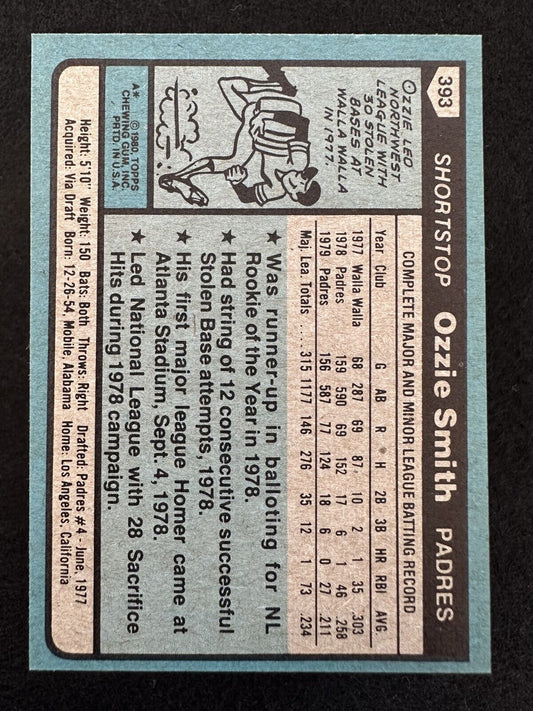 393
SHORTSTOP Ozzie Smith PADRES
OZZIE LED
NORTHWEST
LEAGUE WITH
30 STOLEN
BASES AT
WALLA WALLA
IN 1977.
A*
© 1980 TOPPS
CHEWING GUM INC.
PRTD. IN U.S.A.
COMPLETE MAJOR AND MINOR LEAGUE BATTING RECORD
Year Club G AB R H 2B 3B HR RBI AVG
1977 Walla Walla 68 287 69 87 10 2 1 35 .303
1978 Padres 159 590 69 152 17 6 1 46 .258
1979 Padres 156 587 77 124 18 6 0 27 .211
Maj. Lea. Totals ..... 315 1177 146 276 35 12 1 73 .234
★ Was runner-up in balloting for NL
Rookie of the Year in 1978.
★ Had string of 12 consecutive successful
Stolen Base attempts, 1978.
★ His first major league Homer came at
Atlanta Stadium, Sept. 4, 1978.
★ Led National League with 28 Sacrifice
Hits during 1978 campaign.
Height: 5'10" Weight: 150 Bats: Both Throws: Right Drafted: Padres #4 - June, 1977
Acquired: Via Draft Born: 12-26-54, Mobile, Alabama Home: Los Angeles, California